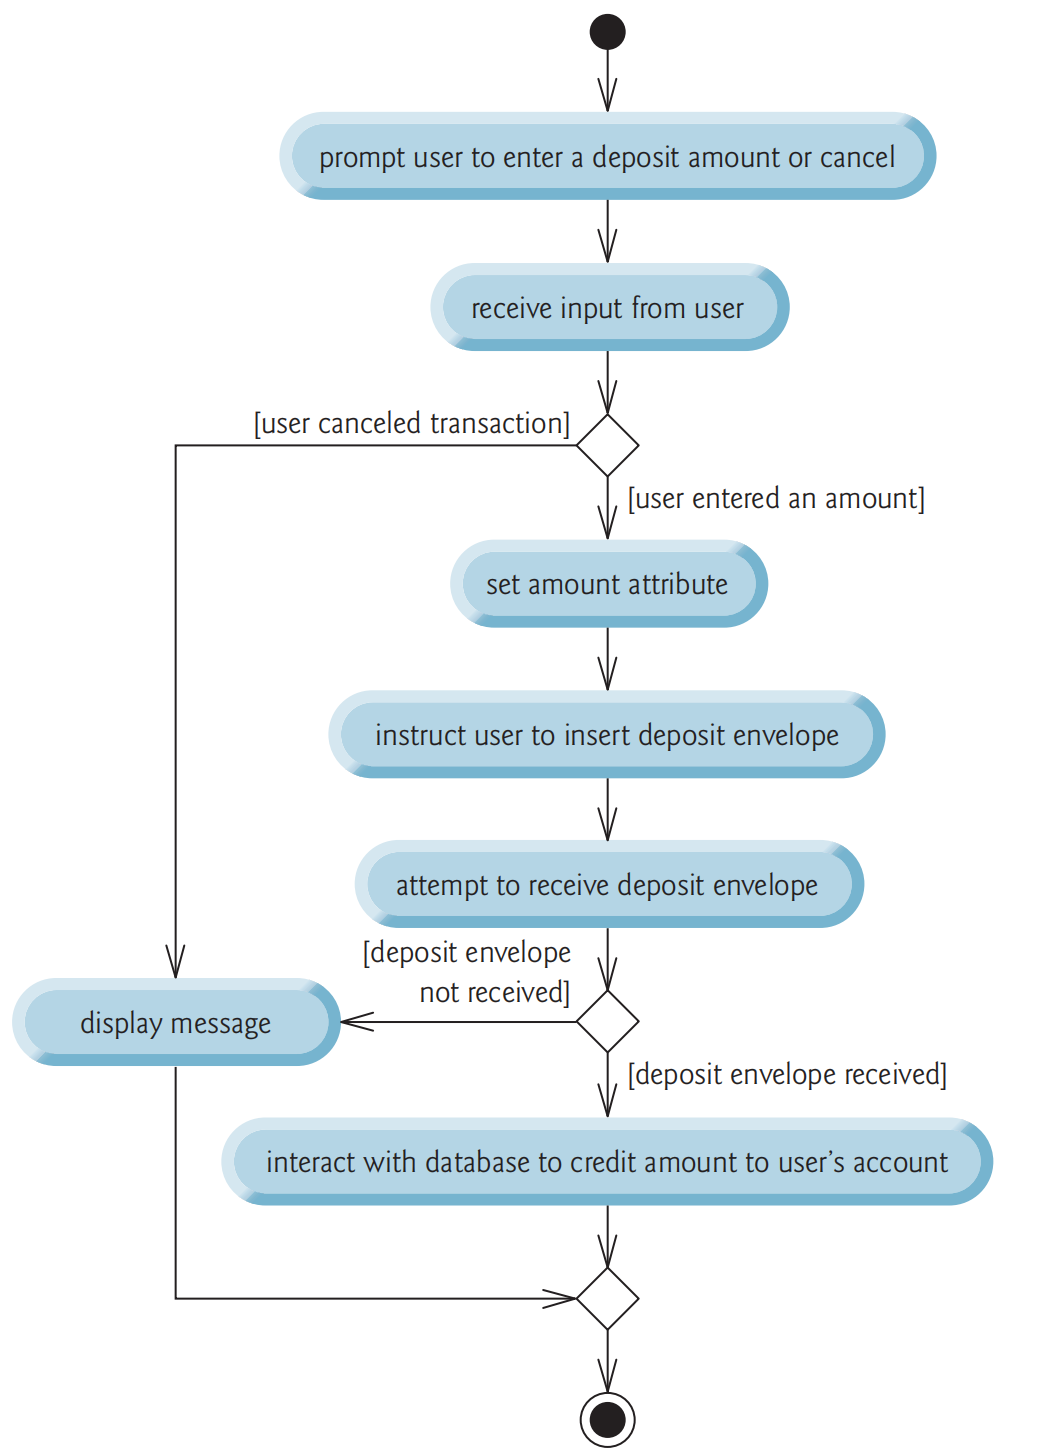 prompt user to enter a deposit amount or cancel
receive input from user
[user canceled transaction]
[user entered an amount]
set amount attribute
instruct user to insert deposit envelope
attempt to receive deposit envelope
[deposit envelope
not received]
display message
[deposit envelope received]
interact with database to credit amount to user’s account